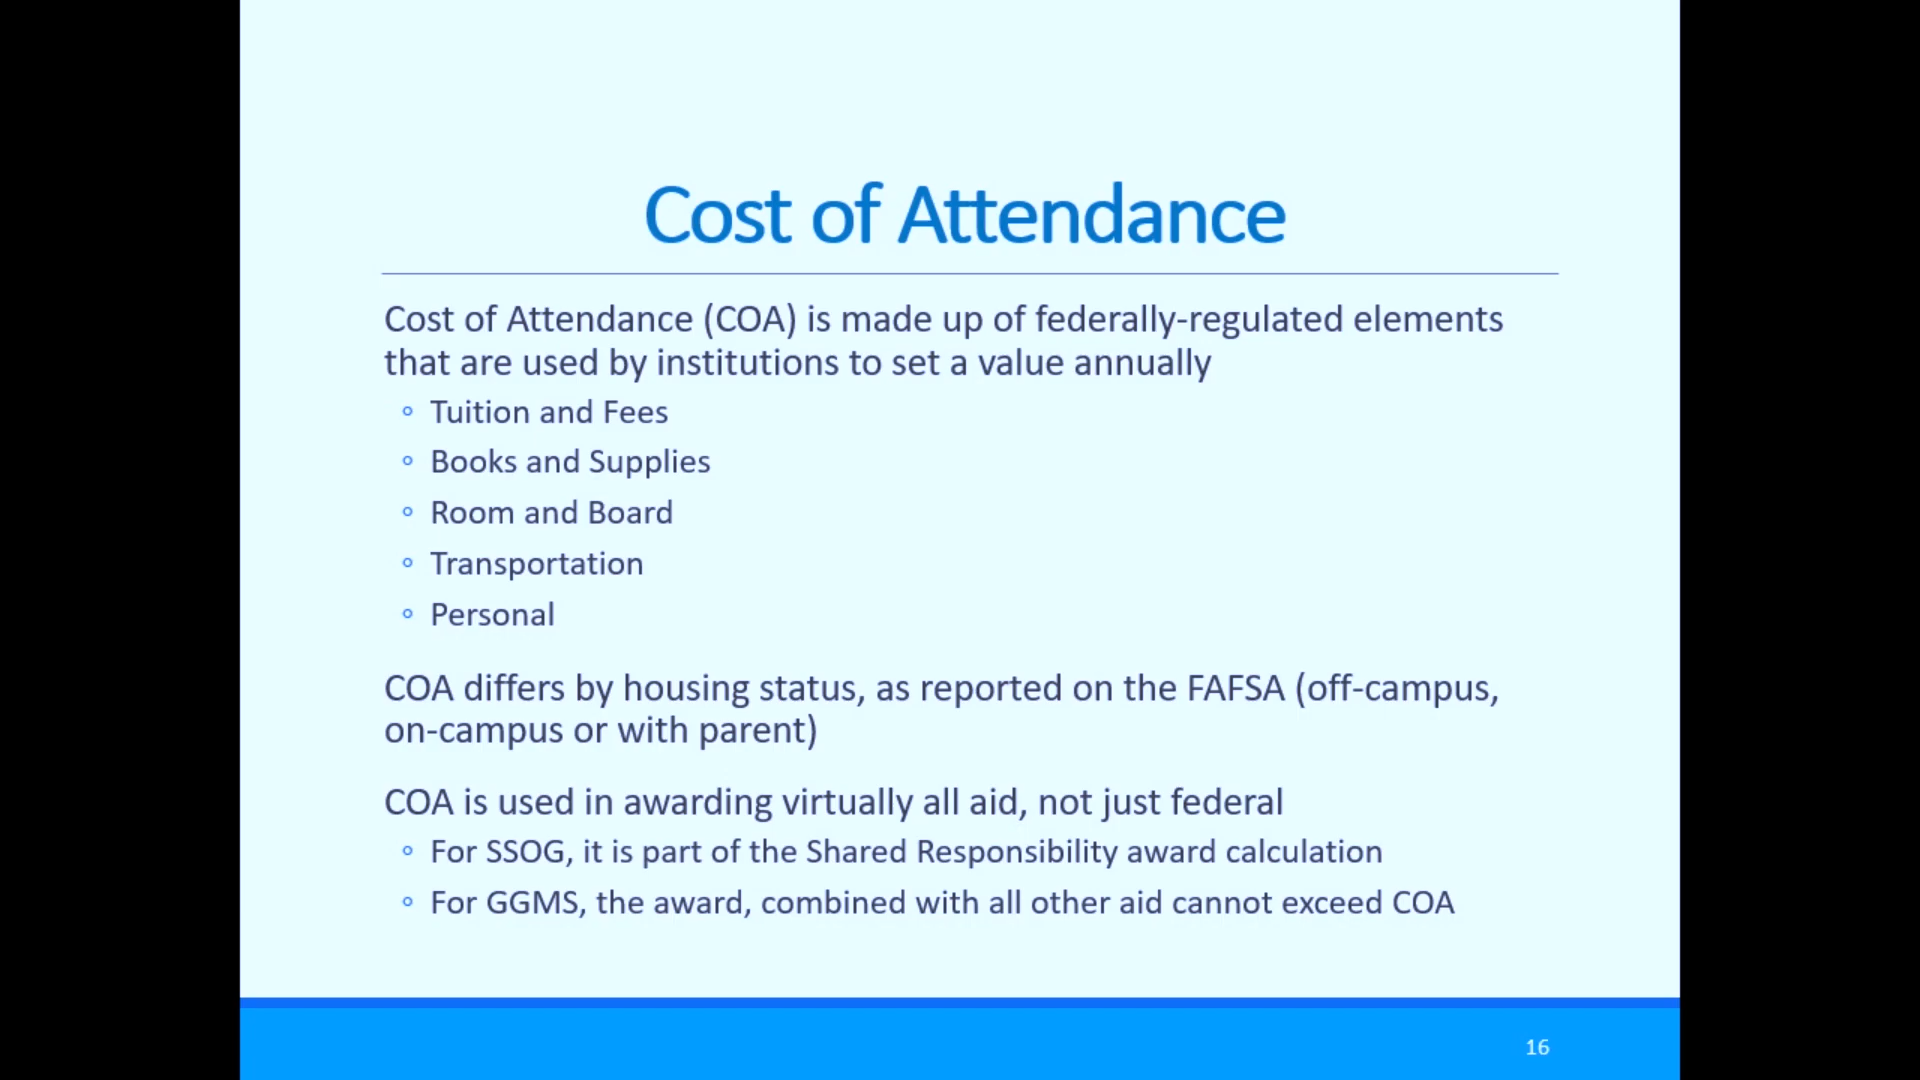 Cost of Attendance
Cost of Attendance (COA) is made up of federally-regulated elements
that are used by institutions to set a value annually
◦ Tuition and Fees
◦ Books and Supplies
◦ Room and Board
◦ Transportation
◦ Personal
COA differs by housing status, as reported on the FAFSA (off-campus,
on-campus or with parent)
COA is used in awarding virtually all aid, not just federal
◦ For SSOG, it is part of the Shared Responsibility award calculation
◦ For GGMS, the award, combined with all other aid cannot exceed COA
16